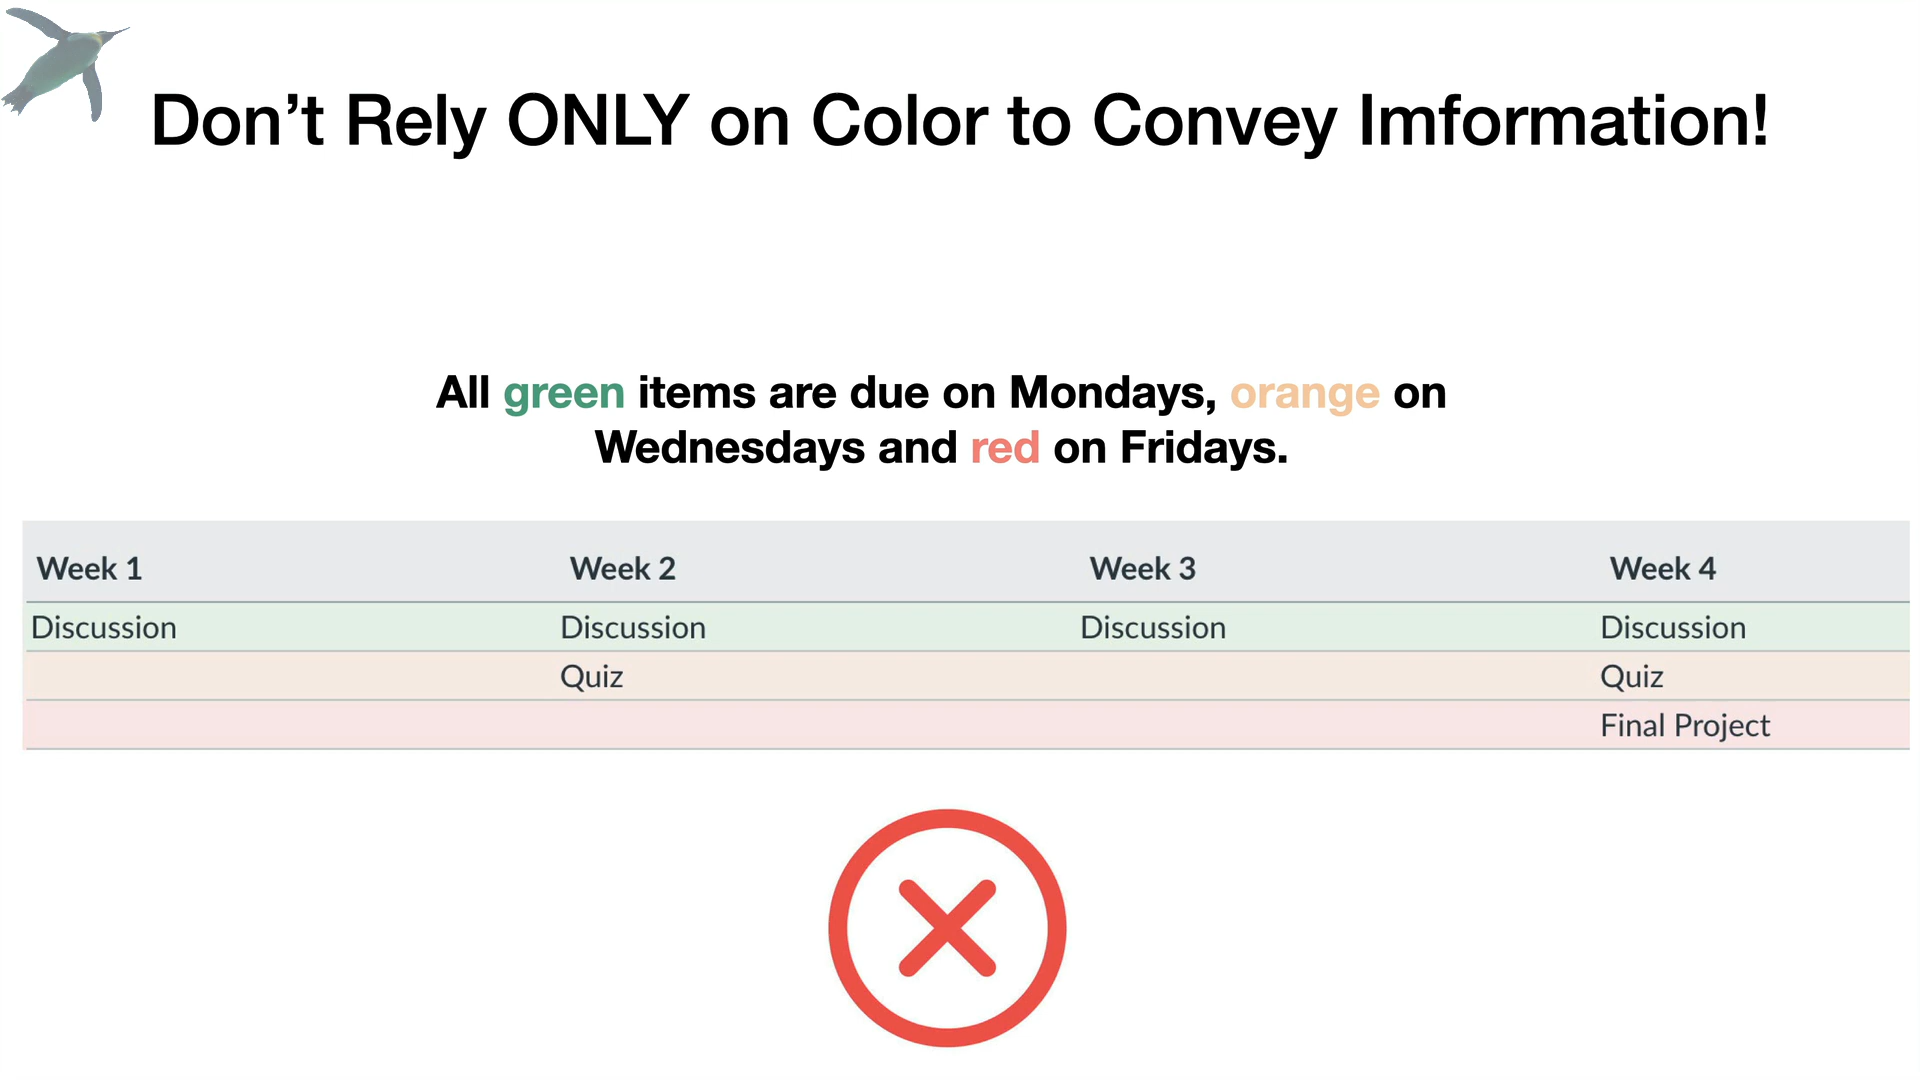 Don’t Rely ONLY on Color to Convey Imformation!
All green items are due on Mondays, orange on
Wednesdays and red on Fridays.
Week 1 Week 2 Week 3 Week 4
Discussion Discussion Discussion Discussion
Quiz Quiz
Final Project